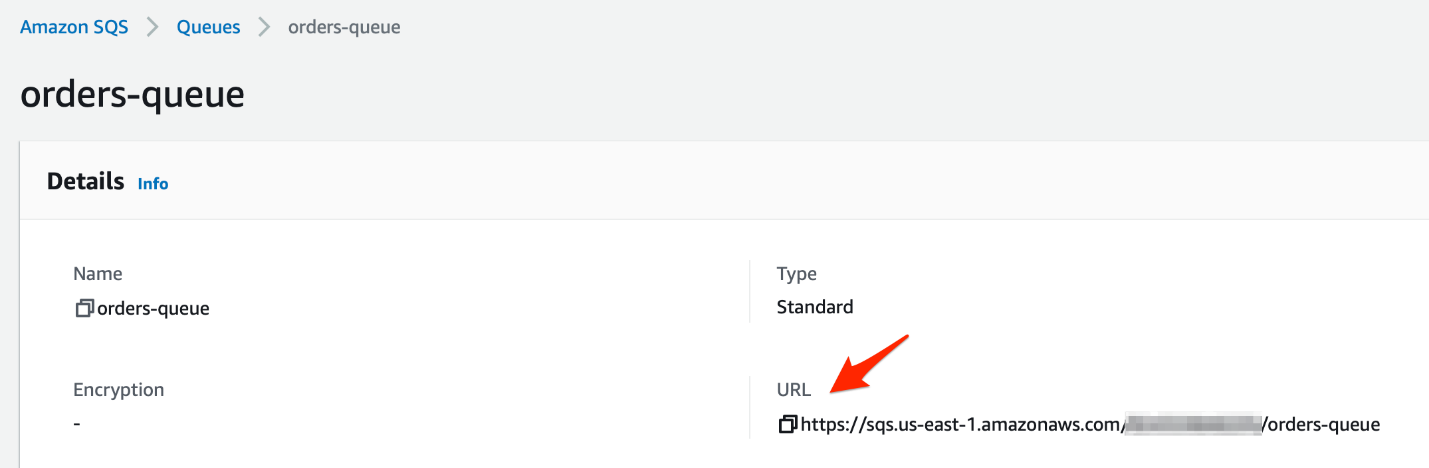 Amazon SQS > Queues > orders-queue
orders-queue
Details Info
Name
orders-queue
Type
Standard
Encryption
-
URL
https://sqs.us-east-1.amazonaws.com/ /orders-queue